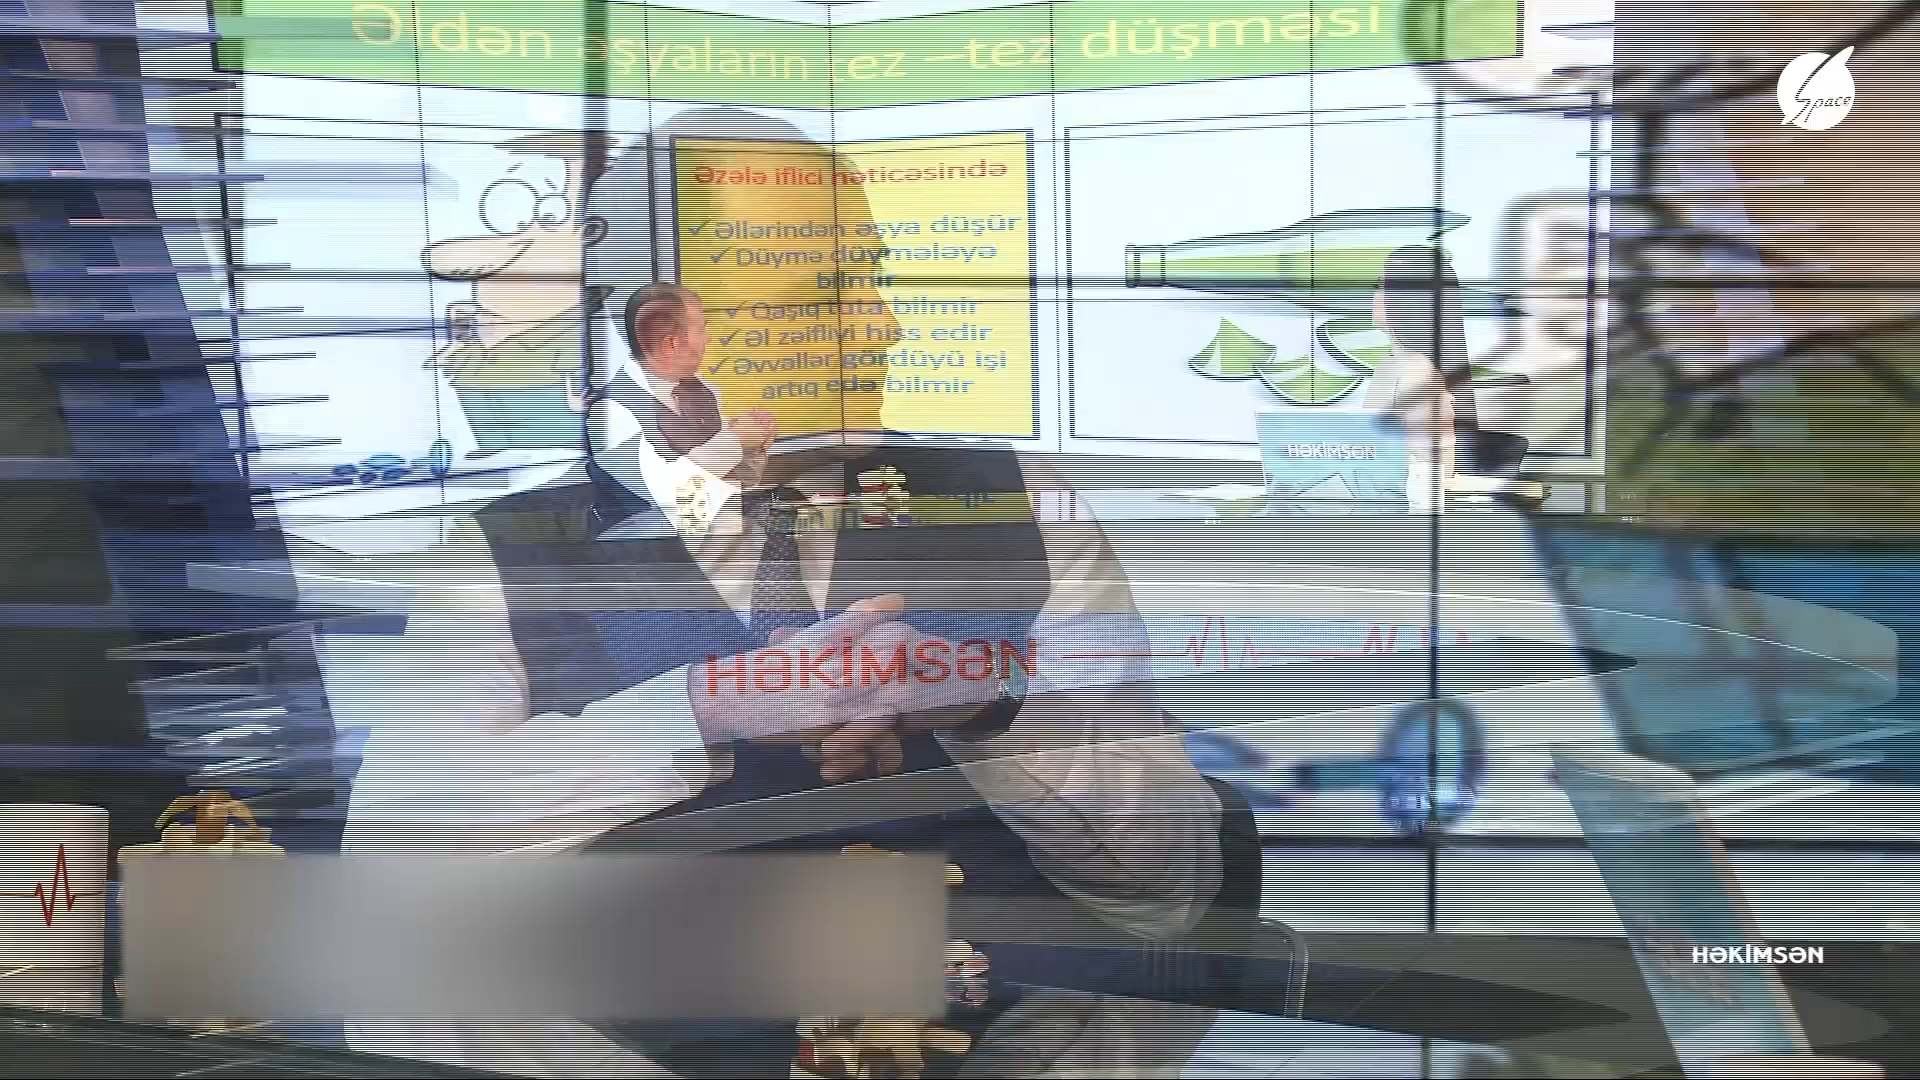 Əldən əşyaların tez –tez düşməsi
Space
Əzələ iflici nəticəsində
✓ Əllərindən əşya düşür
✓ Düymə düymələyə
bilmir
✓ Qaşıq tuta bilmir
✓ Əl zəifliyi hiss edir
✓ Əvvəllər gördüyü işi
artıq edə bilmir
HƏKİMSƏN
HƏKİMSƏN
HƏKİMSƏN